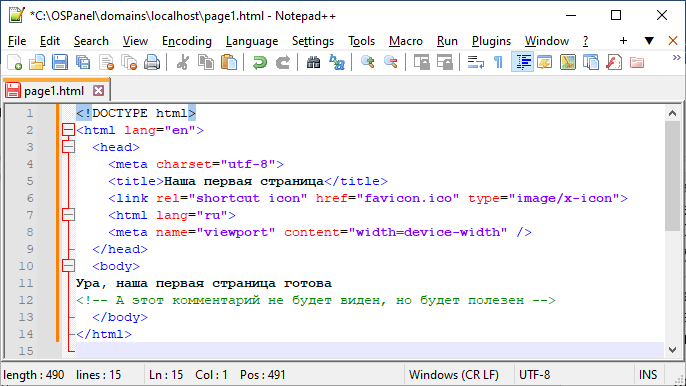 *C:\OSPanel\domains\localhost\page1.html - Notepad++
File Edit Search View Encoding Language Settings Tools Macro Run Plugins Window ? + ▼ X
page1.html
1 <!DOCTYPE html>
2 <html lang="en">
3 <head>
4 <meta charset="utf-8">
5 <title>Наша первая страница</title>
6 <link rel="shortcut icon" href="favicon.ico" type="image/x-icon">
7 <html lang="ru">
8 <meta name="viewport" content="width=device-width" />
9 </head>
10 <body>
11 Ура, наша первая страница готова
12 <!-- А этот комментарий не будет виден, но будет полезен -->
13 </body>
14 </html>
15
length : 490 lines : 15 Ln : 15 Col : 1 Pos : 491 Windows (CR LF) UTF-8 INS